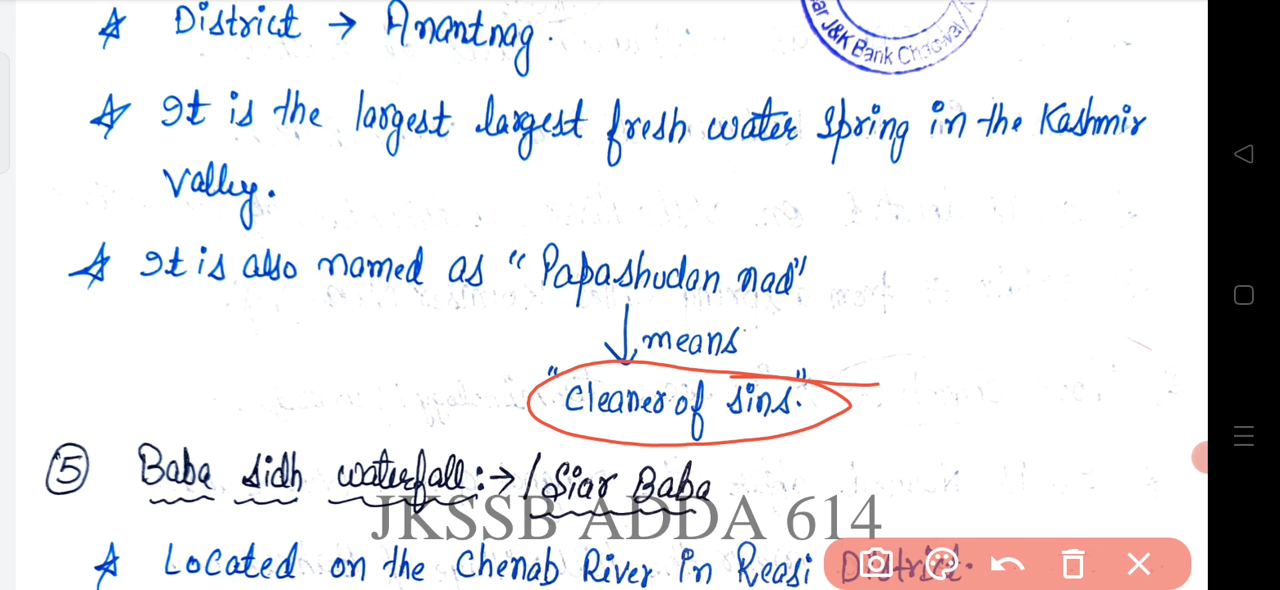 ☆ District → Anantnag.
☆ It is the largest largest fresh water spring in the Kashmir
valley.
☆ It is also named as "Papashudan nad"
↓, means
"Cleaner of sins."
⑤ Baba sidh waterfall:→ / Siar Baba
JKSSB ADDA 614
☆ Located on the Chenab River in Reasi District.
J&K Bank